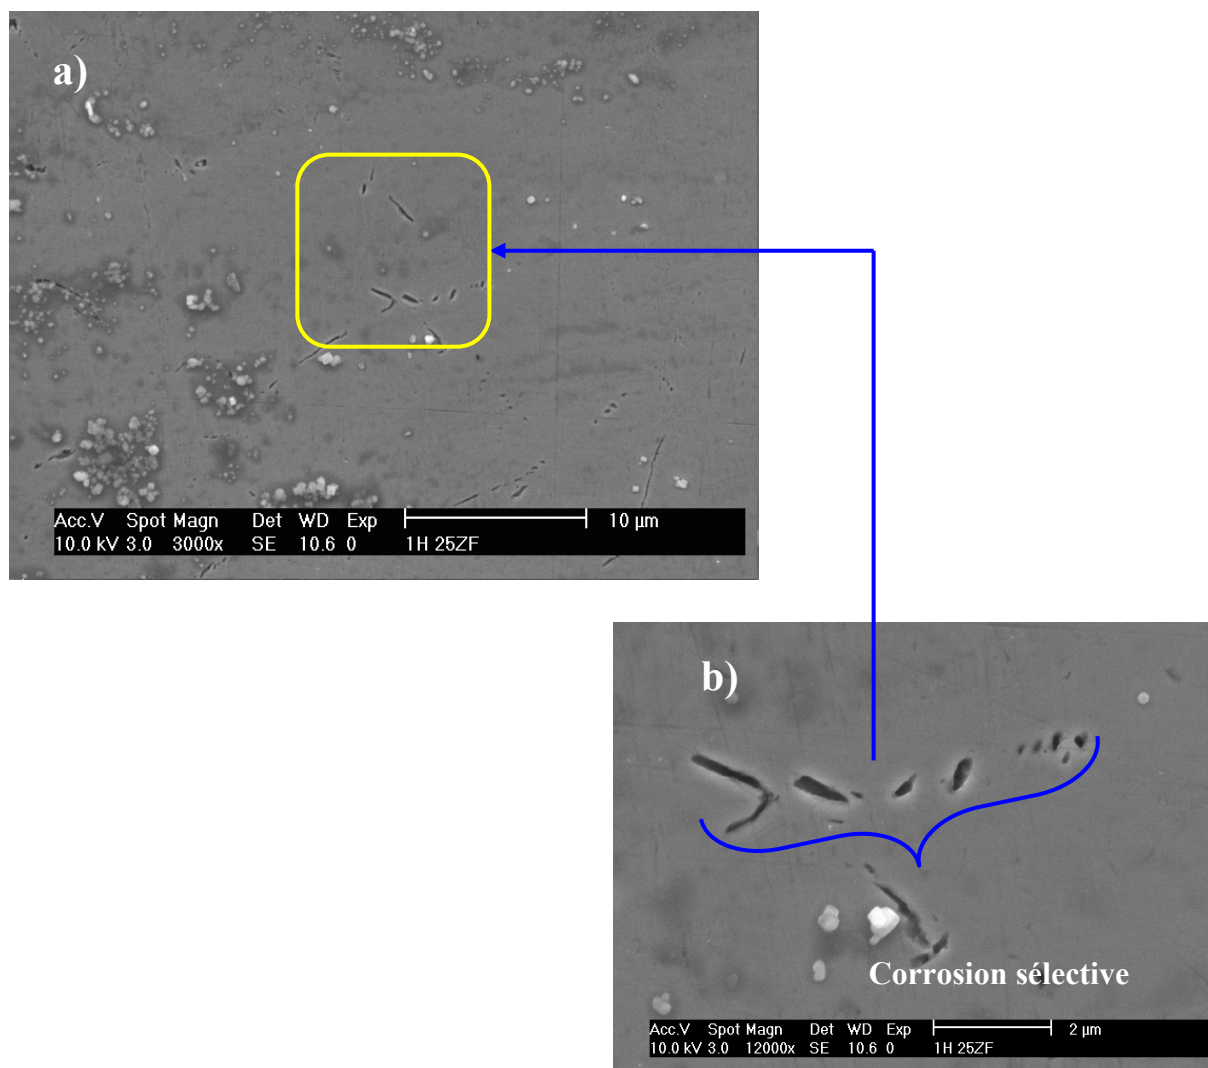 a)
Acc.V Spot Magn Det WD Exp 10 µm
10.0 kV 3.0 3000x SE 10.6 0 1H 25ZF
b)
Corrosion sélective
Acc.V Spot Magn Det WD Exp 2 µm
10.0 kV 3.0 12000x SE 10.6 0 1H 25ZF